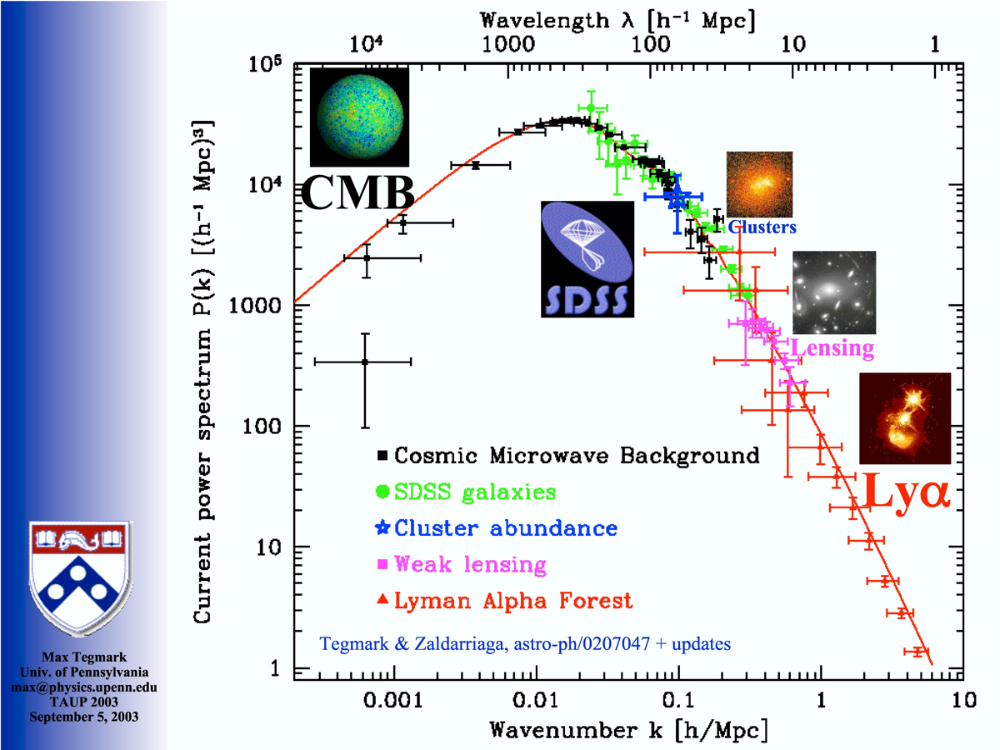 Wavelength λ [h⁻¹ Mpc]
10⁴ 1000 100 10 1
Current power spectrum P(k) [(h⁻¹ Mpc)³]
10⁵
10⁴
1000
100
10
1
CMB
SDSS
Clusters
Lensing
Lyα
Cosmic Microwave Background
SDSS galaxies
Cluster abundance
Weak lensing
Lyman Alpha Forest
Tegmark & Zaldarriaga, astro-ph/0207047 + updates
0.001 0.01 0.1 1 10
Wavenumber k [h/Mpc]
Max Tegmark
Univ. of Pennsylvania
max@physics.upenn.edu
TAUP 2003
September 5, 2003